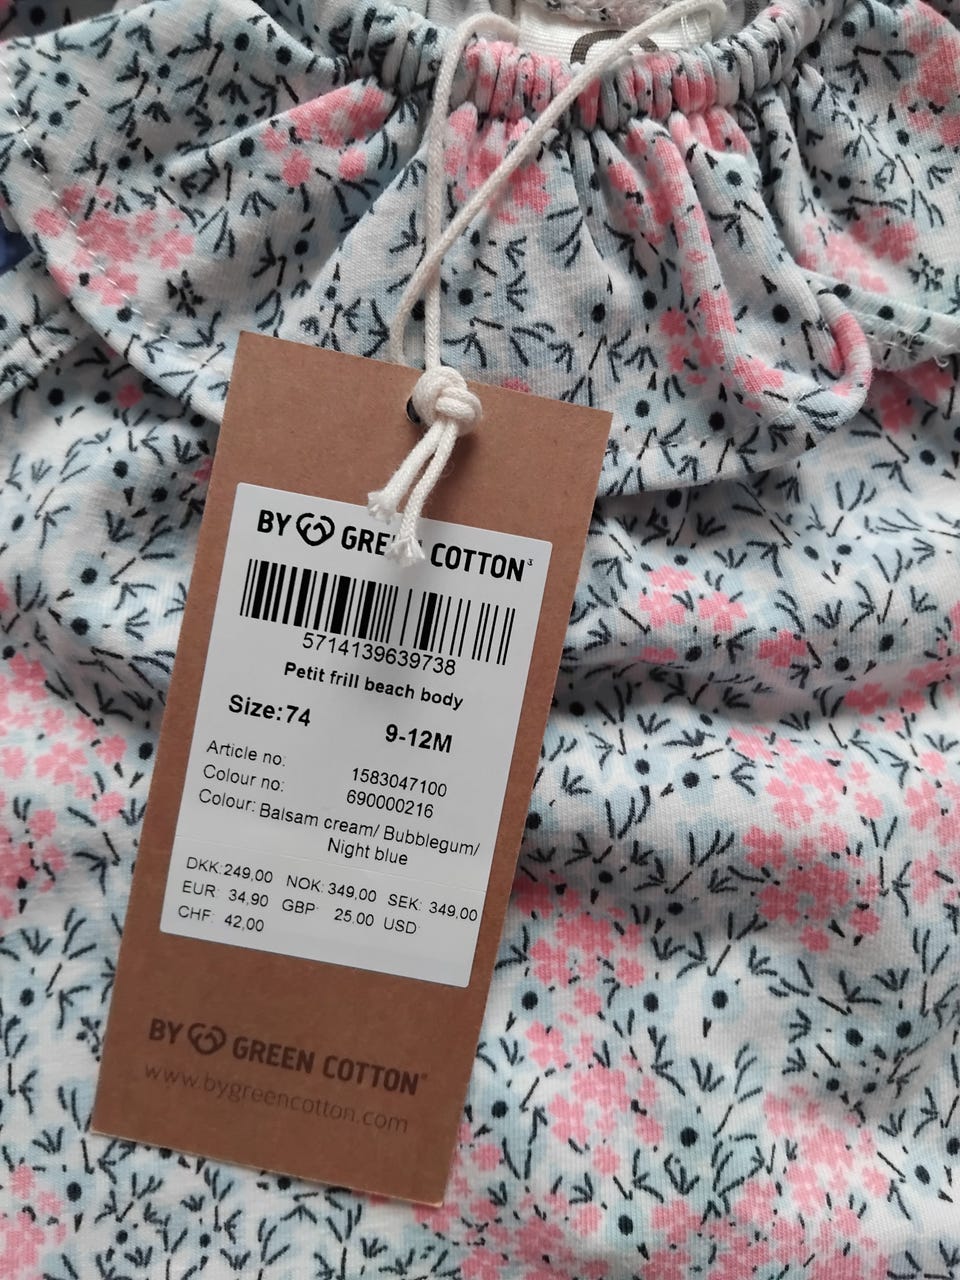 BY GREEN COTTON
5714139639738
Petit frill beach body
Size:74 9-12M
Article no: 1583047100
Colour no: 690000216
Colour: Balsam cream/ Bubblegum/
Night blue
DKK:249.00 NOK:349,00 SEK: 349.00
EUR: 34,90 GBP: 25.00 USD
CHF: 42,00
BY GREEN COTTON®
www.bygreencotton.com